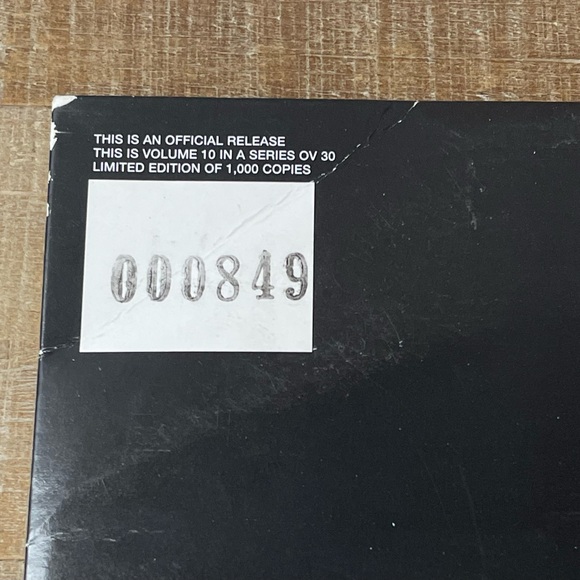 THIS IS AN OFFICIAL RELEASE
THIS IS VOLUME 10 IN A SERIES OV 30
LIMITED EDITION OF 1,000 COPIES
000849